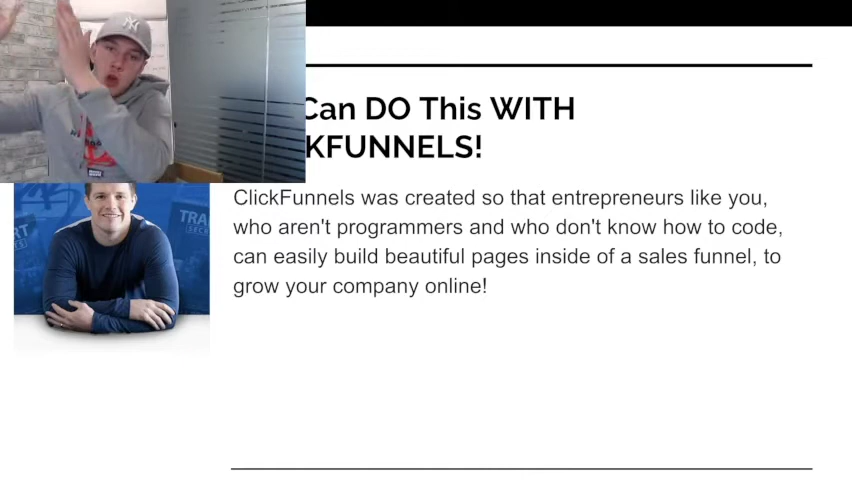 Can DO This WITH
KFUNNELS!
ClickFunnels was created so that entrepreneurs like you,
who aren't programmers and who don't know how to code,
can easily build beautiful pages inside of a sales funnel, to
grow your company online!